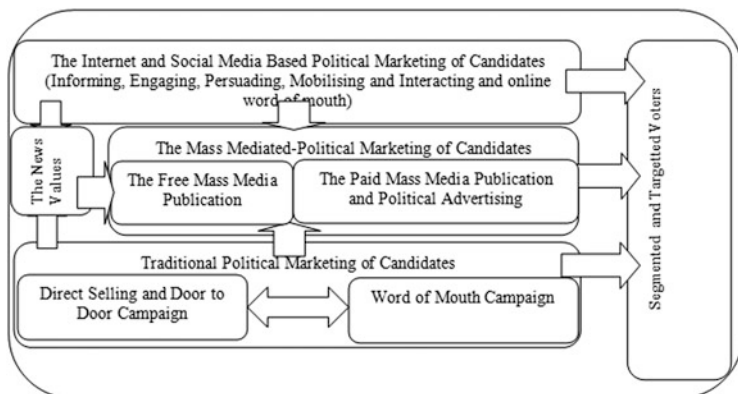 The Internet and Social Media Based Political Marketing of Candidates
(Informing, Engaging, Persuading, Mobilising and Interacting and online
word of mouth)
The News
Values
The Mass Mediated-Political Marketing of Candidates
The Free Mass Media
Publication
The Paid Mass Media Publication
and Political Advertising
Traditional Political Marketing of Candidates
Direct Selling and Door to
Door Campaign
Word of Mouth Campaign
Segmented and Targetted Voters